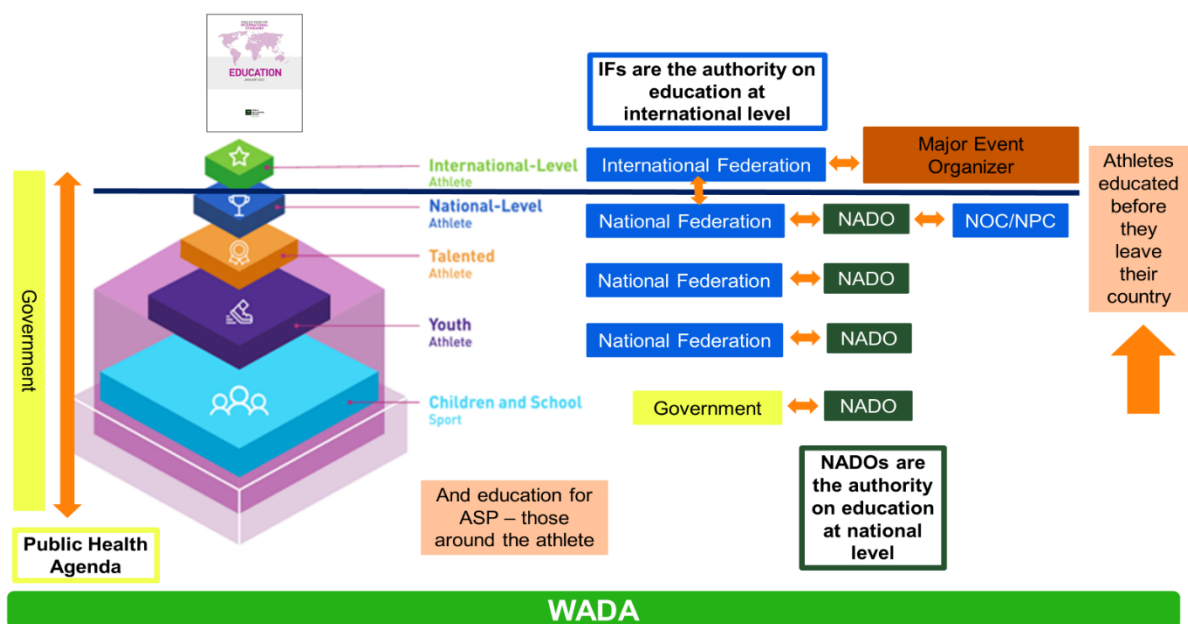 INTERNATIONAL
STANDARD
EDUCATION
IFs are the authority on
education at
international level
International-Level
Athlete
International Federation
Major Event
Organizer
Athletes
educated
before
they
leave
their
country
National-Level
Athlete
National Federation
NADO
NOC/NPC
Talented
Athlete
National Federation
NADO
Government
Youth
Athlete
National Federation
NADO
Children and School
Sport
Government
NADO
And education for
ASP – those
around the athlete
NADOs are
the authority
on education
at national
level
Public Health
Agenda
WADA